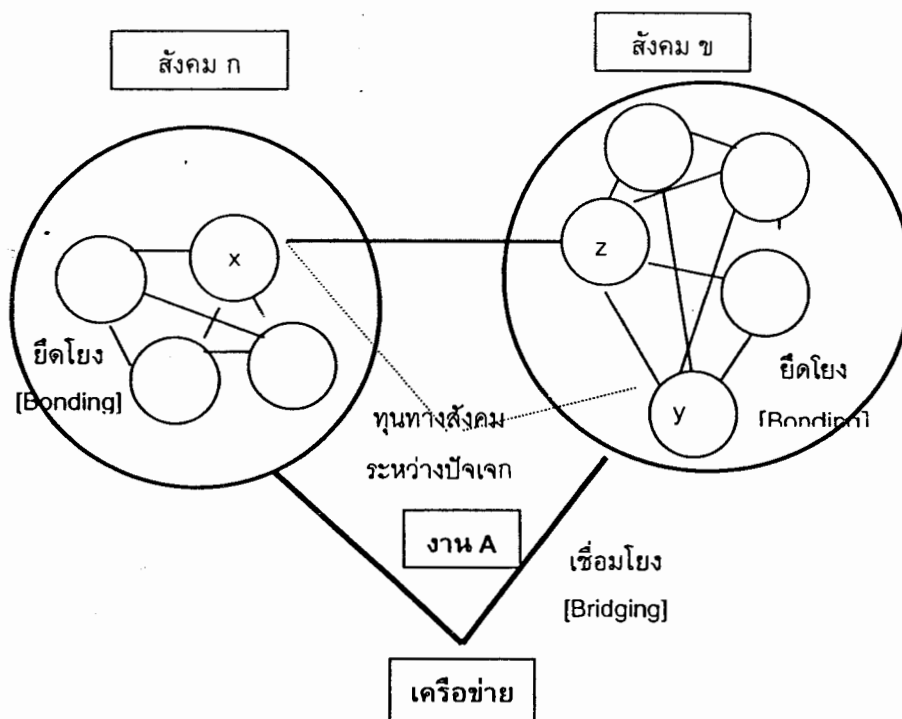 สังคม ก
สังคม ข
x
z
y
ยึดโยง
[Bonding]
ยึดโยง
[Bonding]
ทุนทางสังคม
ระหว่างปัจเจก
งาน A
เชื่อมโยง
[Bridging]
เครือข่าย